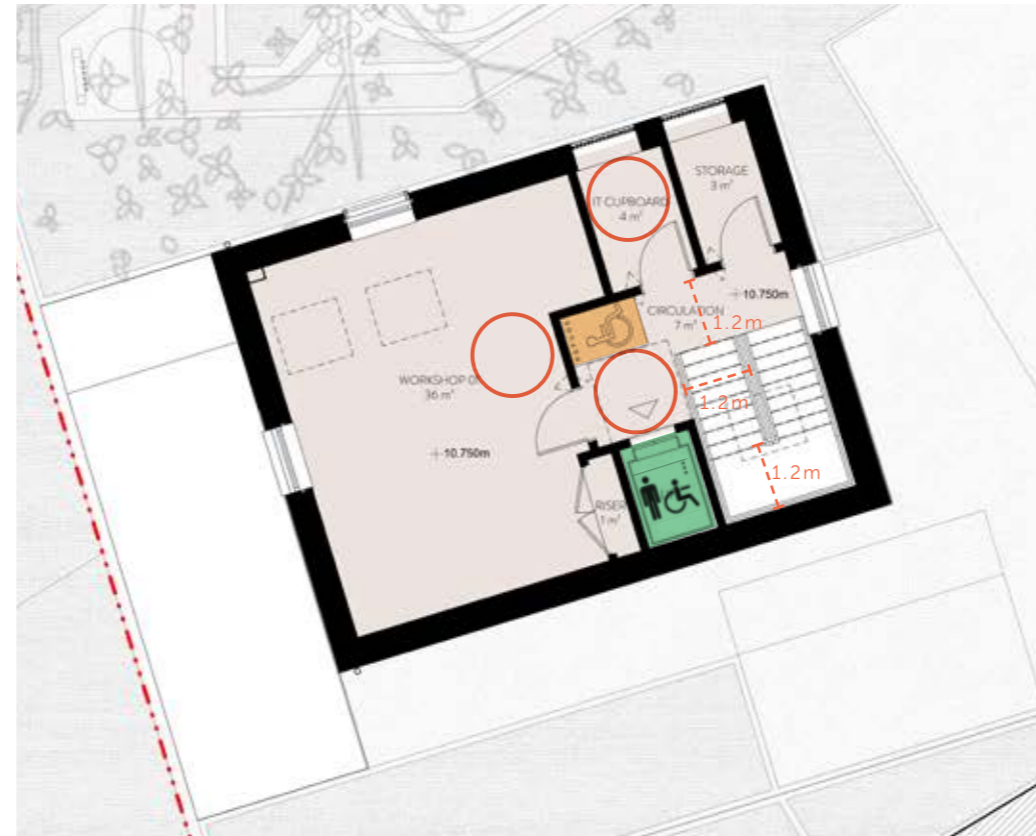 STORAGE
3 m²
IT CUPBOARD
4 m²
10.750m
CIRCULATION
7 m²
1.2m
WORKSHOP
36 m²
1.2m
10.750m
1.2m
RISER
1 m²